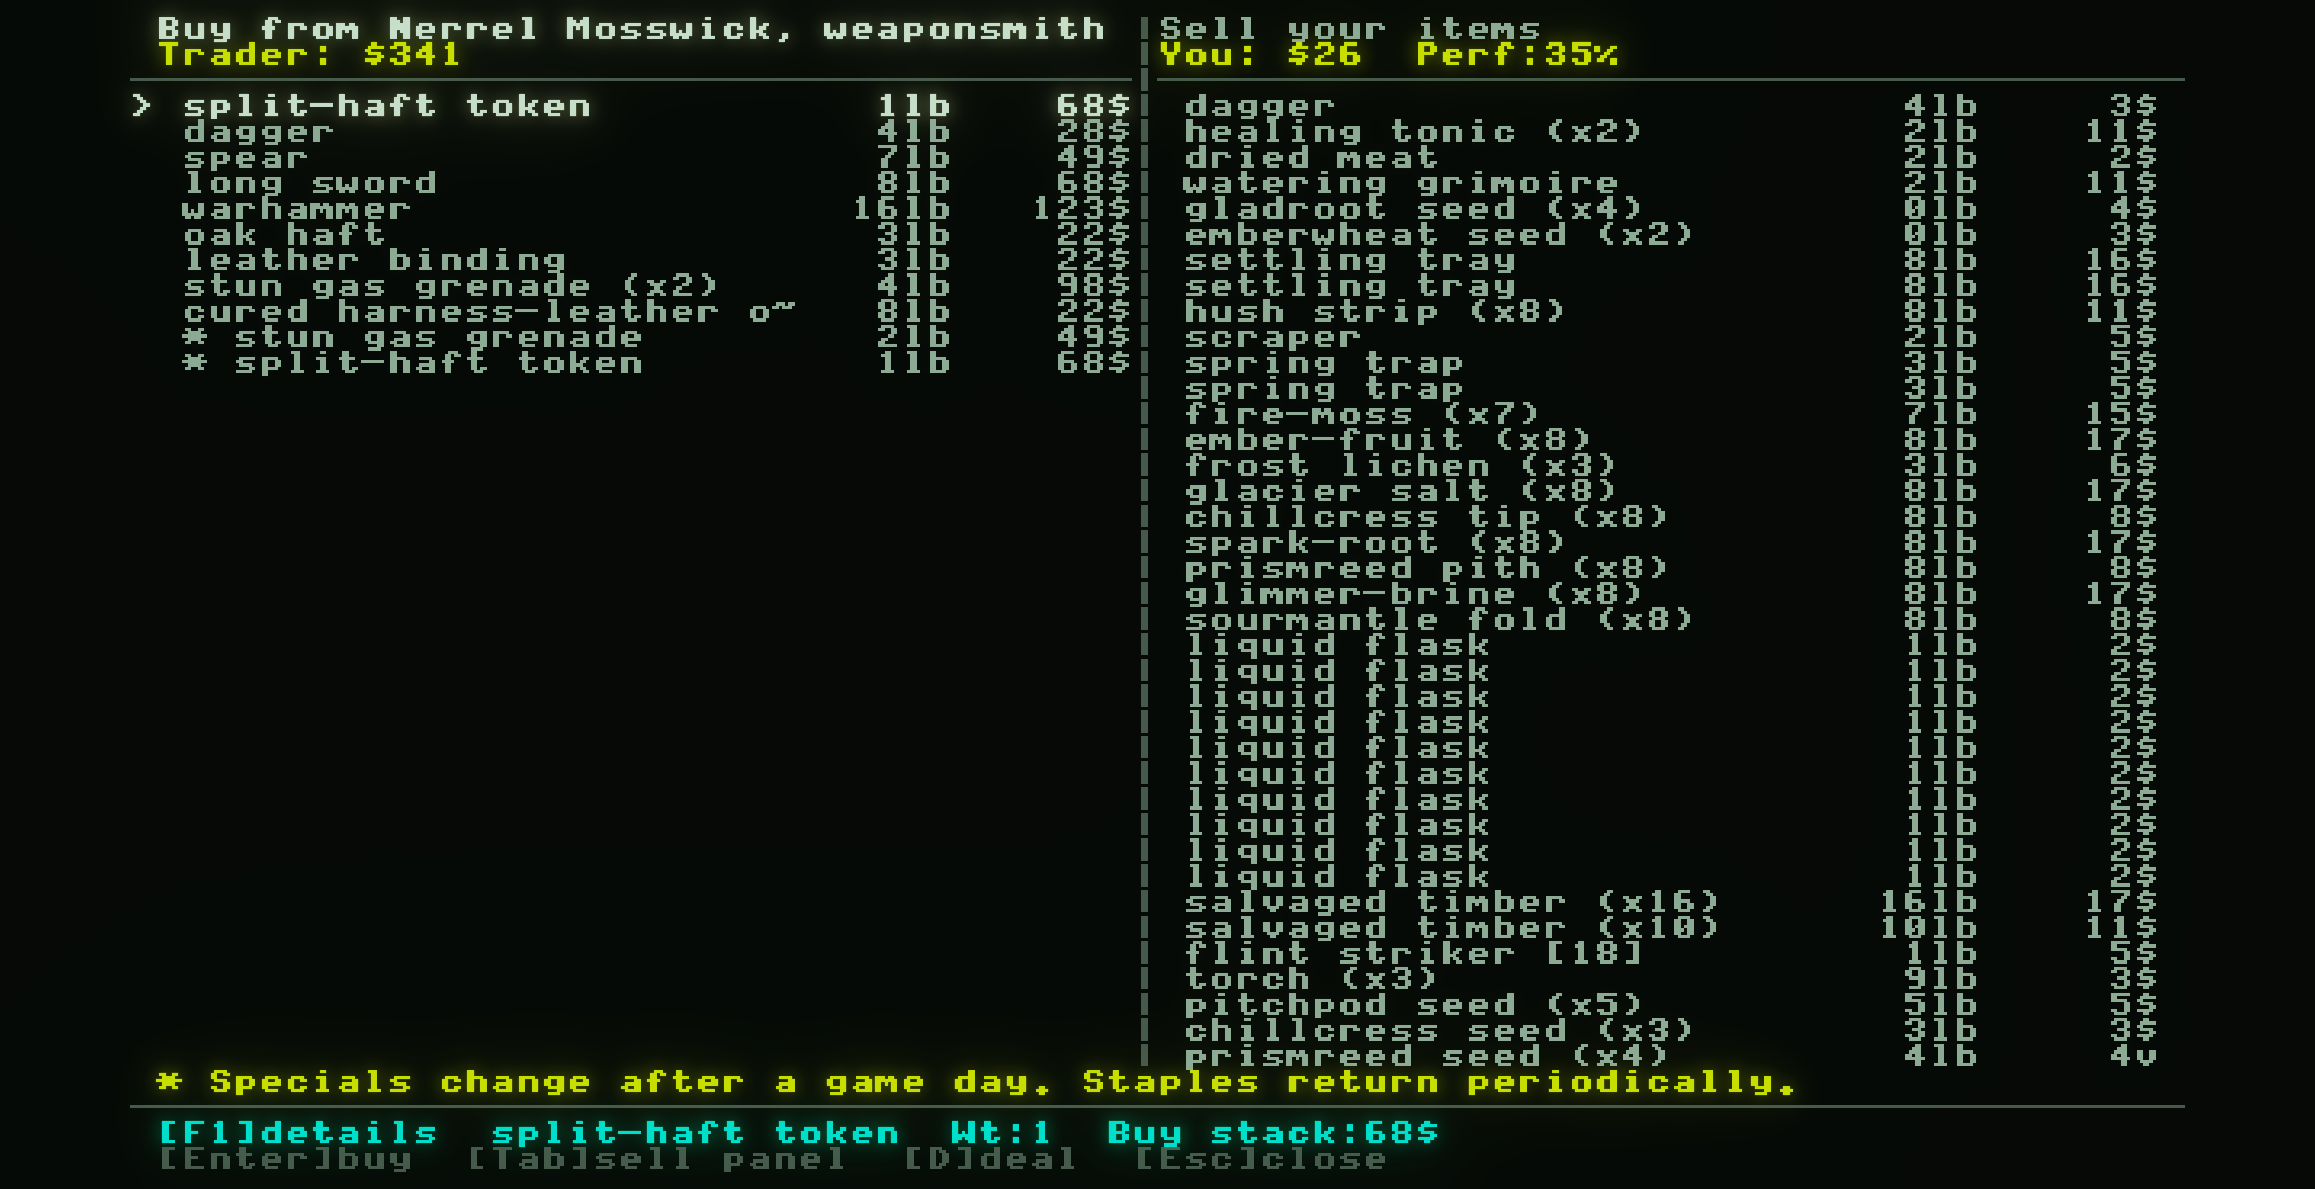 Buy from Nerrel Mosswick, weaponsmith
Trader: $341
> split-haft token 1lb 68$
dagger 4lb 28$
spear 7lb 49$
long sword 8lb 68$
warhammer 16lb 123$
oak haft 3lb 22$
leather binding 3lb 22$
stun gas grenade (x2) 4lb 98$
cured harness-leather o~ 8lb 22$
* stun gas grenade 2lb 49$
* split-haft token 1lb 68$
Sell your items
You: $26 Perf:35%
dagger 4lb 3$
healing tonic (x2) 2lb 11$
dried meat 2lb 2$
watering grimoire 2lb 11$
gladroot seed (x4) 0lb 4$
emberwheat seed (x2) 0lb 3$
settling tray 8lb 16$
settling tray 8lb 16$
hush strip (x8) 8lb 11$
scraper 2lb 5$
spring trap 3lb 5$
spring trap 3lb 5$
fire-moss (x7) 7lb 15$
ember-fruit (x8) 8lb 17$
frost lichen (x3) 3lb 6$
glacier salt (x8) 8lb 17$
chillcress tip (x8) 8lb 8$
spark-root (x8) 8lb 17$
prismreed pith (x8) 8lb 8$
glimmer-brine (x8) 8lb 17$
sourmantle fold (x8) 8lb 8$
liquid flask 1lb 2$
liquid flask 1lb 2$
liquid flask 1lb 2$
liquid flask 1lb 2$
liquid flask 1lb 2$
liquid flask 1lb 2$
liquid flask 1lb 2$
liquid flask 1lb 2$
liquid flask 1lb 2$
liquid flask 1lb 2$
salvaged timber (x16) 16lb 17$
salvaged timber (x10) 10lb 11$
flint striker [18] 1lb 5$
torch (x3) 9lb 3$
pitchpod seed (x5) 5lb 5$
chillcress seed (x3) 3lb 3$
prismreed seed (x4) 4lb 4v
* Specials change after a game day. Staples return periodically.
[F1]details split-haft token Wt:1 Buy stack:68$
[Enter]buy [Tab]sell panel [D]deal [Esc]close